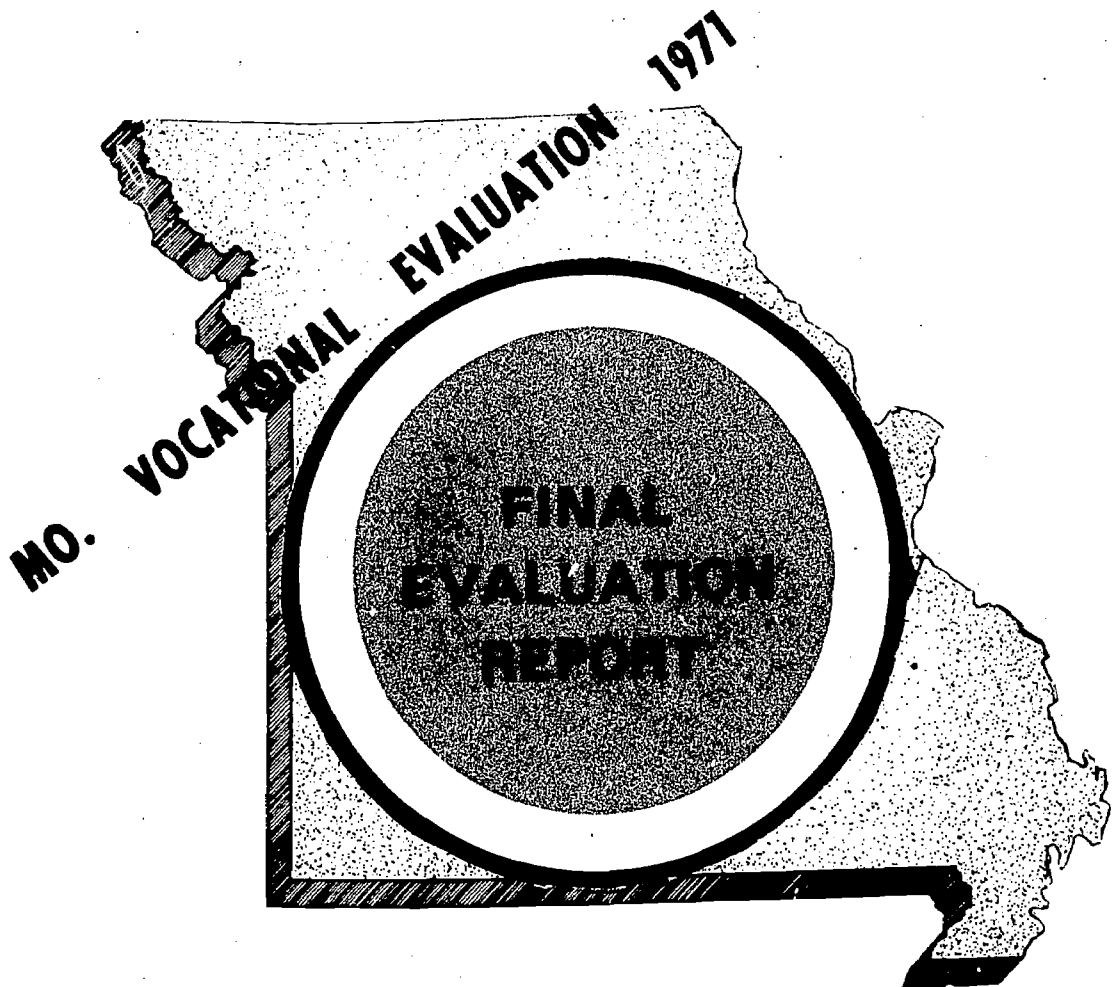 MO. VOCATIONAL EVALUATION 1971
FINAL
EVALUATION
REPORT